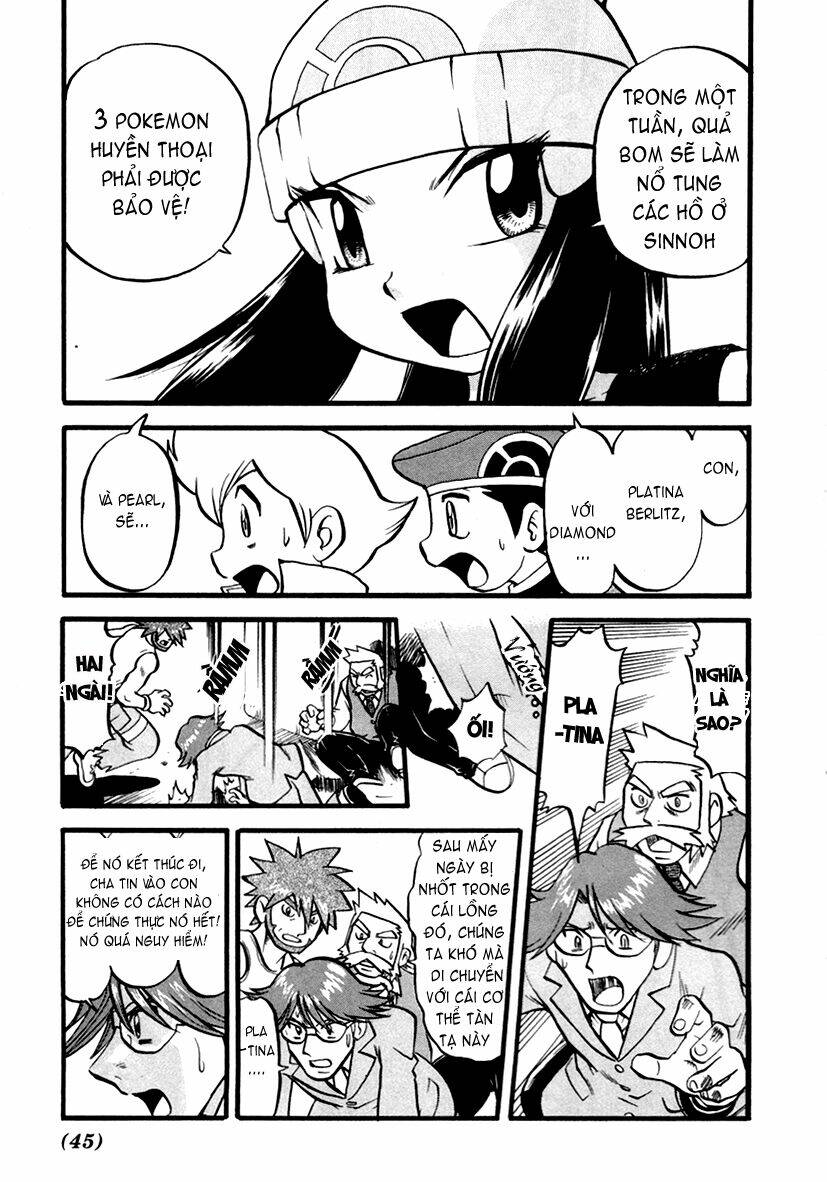 TRONG MỘT
TUẦN, QUẢ
BOM SẼ LÀM
NỔ TUNG
CÁC HỒ Ở
SINNOH
3 POKEMON
HUYỀN THOẠI
PHẢI ĐƯỢC
BẢO VỆ!
CON,
PLATINA
BERLITZ,
VỚI
DIAMOND
...
VÀ PEARL,
SẼ...
NGHĨA
LÀ
SAO?
PLA
-TINA
ỐI!
RẦMM
RẦMM
HAI
NGÀI!
SAU MẤY
NGÀY BỊ
NHỐT TRONG
CÁI LỒNG
ĐÓ, CHÚNG
TA KHÓ MÀ
DI CHUYỂN
VỚI CÁI CƠ
THỂ TÀN
TẠ NÀY
PLA
-TINA
....
ĐỂ NÓ KẾT THÚC ĐI,
CHA TIN VÀO CON
KHÔNG CÓ CÁCH NÀO
ĐỂ CHỨNG THỰC NÓ HẾT!
NÓ QUÁ NGUY HIỂM!
(45)